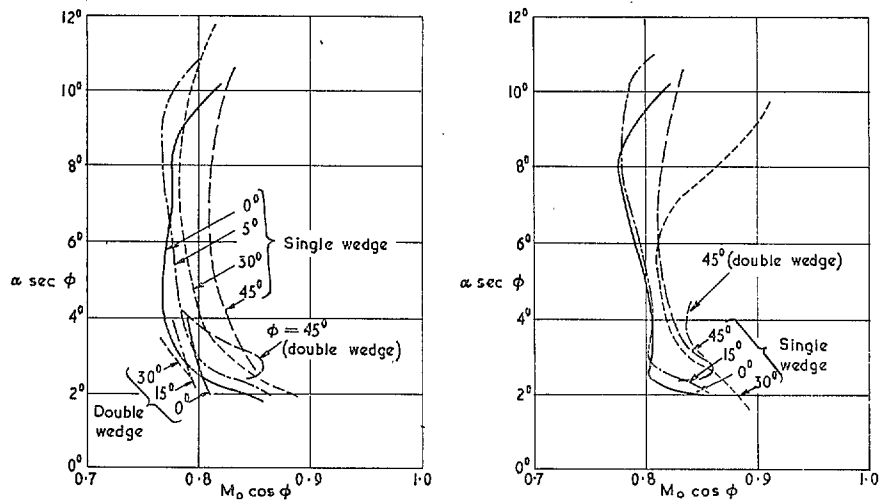 12°
10°
8°
6°
α sec φ
4°
2°
0°
0.7
0.8
0.9
1.0
M₀ cos φ
0°
5°
30°
45°
Single wedge
φ = 45°
(double wedge)
30°
15°
0°
Double
wedge
12°
10°
8°
6°
α sec φ
4°
2°
0°
0.7
0.8
0.9
1.0
M₀ cos φ
45° (double wedge)
45°
15°
0°
30°
Single
wedge